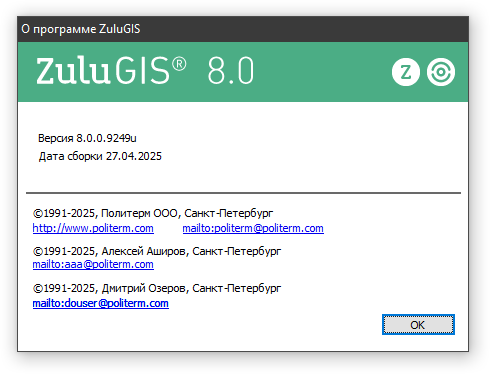 О программе ZuluGIS
ZuluGIS® 8.0
Z
Версия 8.0.0.9249u
Дата сборки 27.04.2025
©1991-2025, Политерм ООО, Санкт-Петербург
http://www.politerm.com mailto:politerm@politerm.com
©1991-2025, Алексей Аширов, Санкт-Петербург
mailto:aaa@politerm.com
©1991-2025, Дмитрий Озеров, Санкт-Петербург
mailto:douser@politerm.com
OK